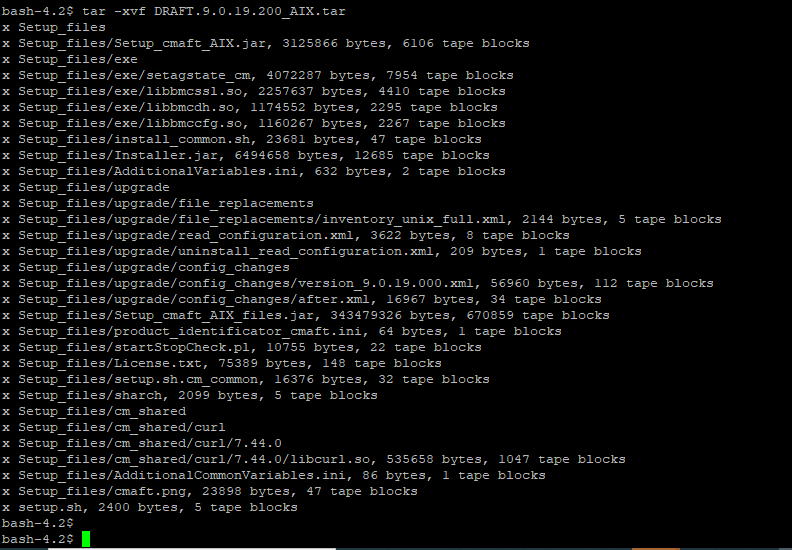 bash-4.2$ tar -xvf DRAFT.9.0.19.200_AIX.tar
x Setup_files
x Setup_files/Setup_cmaft_AIX.jar, 3125866 bytes, 6106 tape blocks
x Setup_files/exe
x Setup_files/exe/setagstate_cm, 4072287 bytes, 7954 tape blocks
x Setup_files/exe/libbmcssl.so, 2257637 bytes, 4410 tape blocks
x Setup_files/exe/libbmcdh.so, 1174552 bytes, 2295 tape blocks
x Setup_files/exe/libbmccfg.so, 1160267 bytes, 2267 tape blocks
x Setup_files/install_common.sh, 23681 bytes, 47 tape blocks
x Setup_files/Installer.jar, 6494658 bytes, 12685 tape blocks
x Setup_files/AdditionalVariables.ini, 632 bytes, 2 tape blocks
x Setup_files/upgrade
x Setup_files/upgrade/file_replacements
x Setup_files/upgrade/file_replacements/inventory_unix_full.xml, 2144 bytes, 5 tape blocks
x Setup_files/upgrade/read_configuration.xml, 3622 bytes, 8 tape blocks
x Setup_files/upgrade/uninstall_read_configuration.xml, 209 bytes, 1 tape blocks
x Setup_files/upgrade/config_changes
x Setup_files/upgrade/config_changes/version_9.0.19.000.xml, 56960 bytes, 112 tape blocks
x Setup_files/upgrade/config_changes/after.xml, 16967 bytes, 34 tape blocks
x Setup_files/Setup_cmaft_AIX_files.jar, 343479326 bytes, 670859 tape blocks
x Setup_files/product_identificator_cmaft.ini, 64 bytes, 1 tape blocks
x Setup_files/startStopCheck.pl, 10755 bytes, 22 tape blocks
x Setup_files/License.txt, 75389 bytes, 148 tape blocks
x Setup_files/setup.sh.cm_common, 16376 bytes, 32 tape blocks
x Setup_files/sharch, 2099 bytes, 5 tape blocks
x Setup_files/cm_shared
x Setup_files/cm_shared/curl
x Setup_files/cm_shared/curl/7.44.0
x Setup_files/cm_shared/curl/7.44.0/libcurl.so, 535658 bytes, 1047 tape blocks
x Setup_files/AdditionalCommonVariables.ini, 86 bytes, 1 tape blocks
x Setup_files/cmaft.png, 23898 bytes, 47 tape blocks
x setup.sh, 2400 bytes, 5 tape blocks
bash-4.2$
bash-4.2$